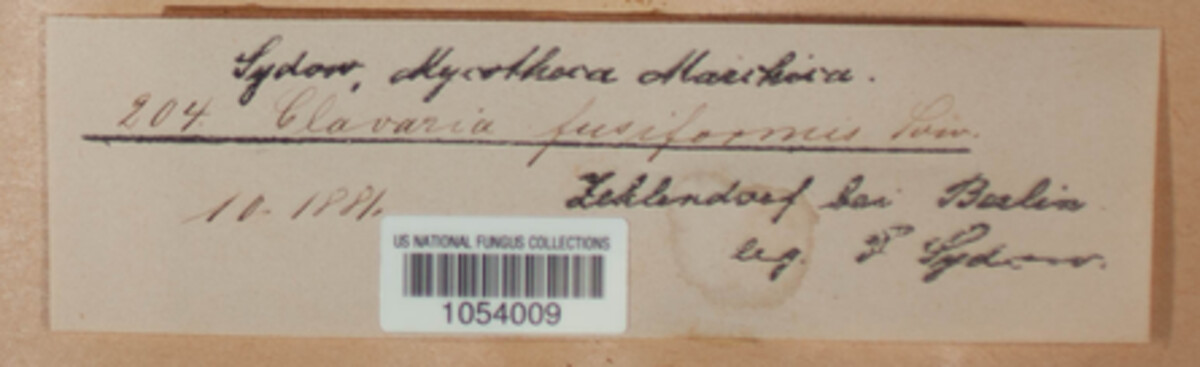 Sydow, Mycotheca Marchica.
204 Clavaria fusiformis Sow.
10. 1881.
Zehlendorf bei Berlin
leg. P Sydow.
US NATIONAL FUNGUS COLLECTIONS
1054009